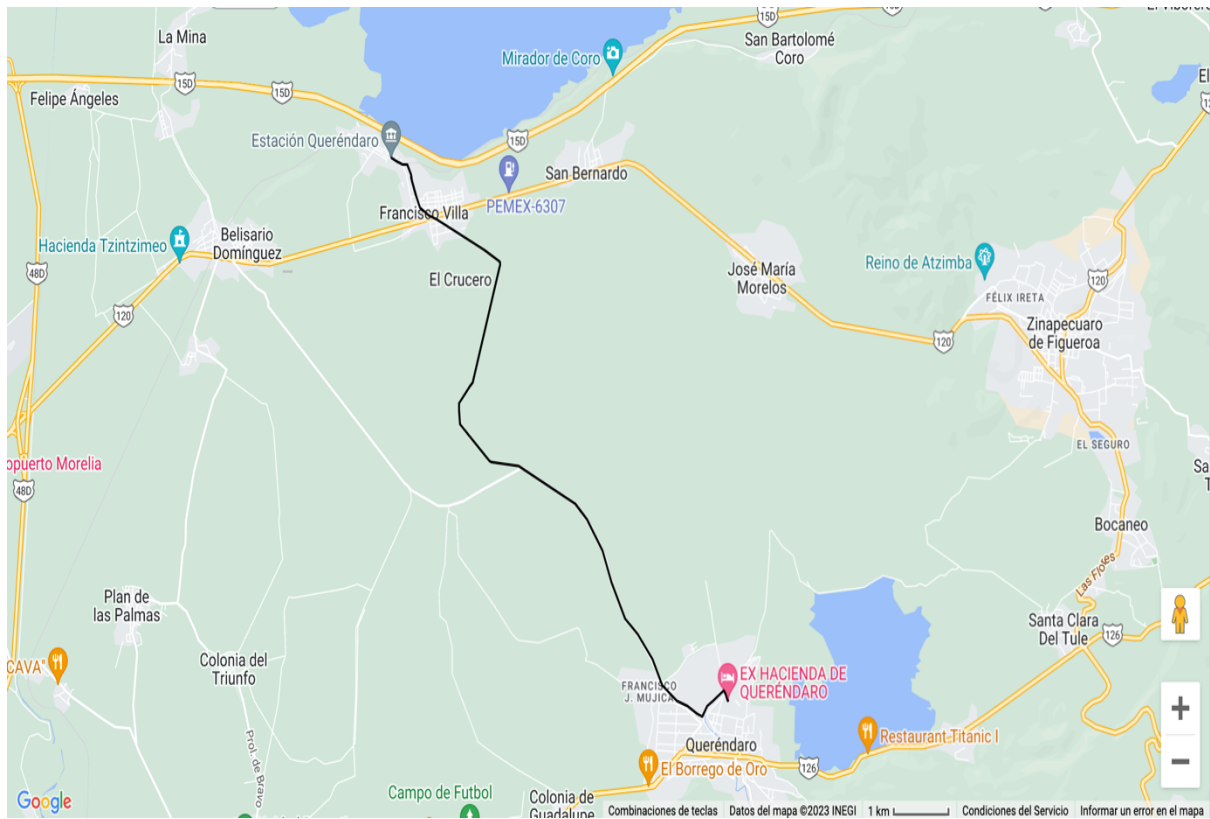 15D
El Viborero
La Mina
San Bartolomé
Coro
Mirador de Coro
15D
15D
Felipe Ángeles
15D
Estación Queréndaro
15D
15D
San Bernardo
PEMEX-6307
Francisco Villa
Belisario
Domínguez
Hacienda Tzintzimeo
48D
El Crucero
José María
Morelos
Reino de Atzimba
120
FÉLIX IRETA
120
Zinapecuaro
de Figueroa
120
EL SEGURO
opuerto Morelia
48D
Bocaneo
Las Flores
Plan de
las Palmas
Santa Clara
Del Tule
126
CAVA"
Colonia del
Triunfo
FRANCISCO
J. MUJICA
EX HACIENDA DE
QUERÉNDARO
Prol. de Bravo
Queréndaro
Restaurant Titanic I
El Borrego de Oro
126
Campo de Futbol
Colonia de
Guadalupe
Google
Combinaciones de teclas
Datos del mapa ©2023 INEGI
1 km
Condiciones del Servicio
Informar un error en el mapa